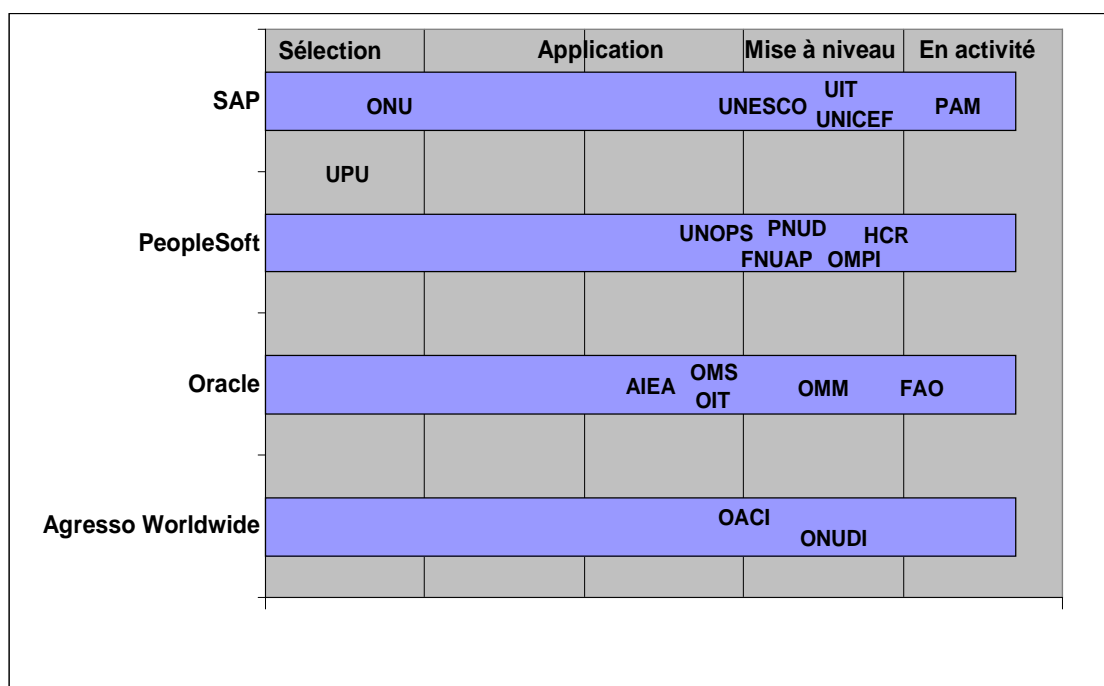 Sélection Application Mise à niveau En activité
SAP ONU UNESCO UIT UNICEF PAM
UPU
PeopleSoft UNOPS PNUD HCR
FNUAP OMPI
Oracle AIEA OMS OMM FAO
OIT
Agresso Worldwide OACI
ONUDI